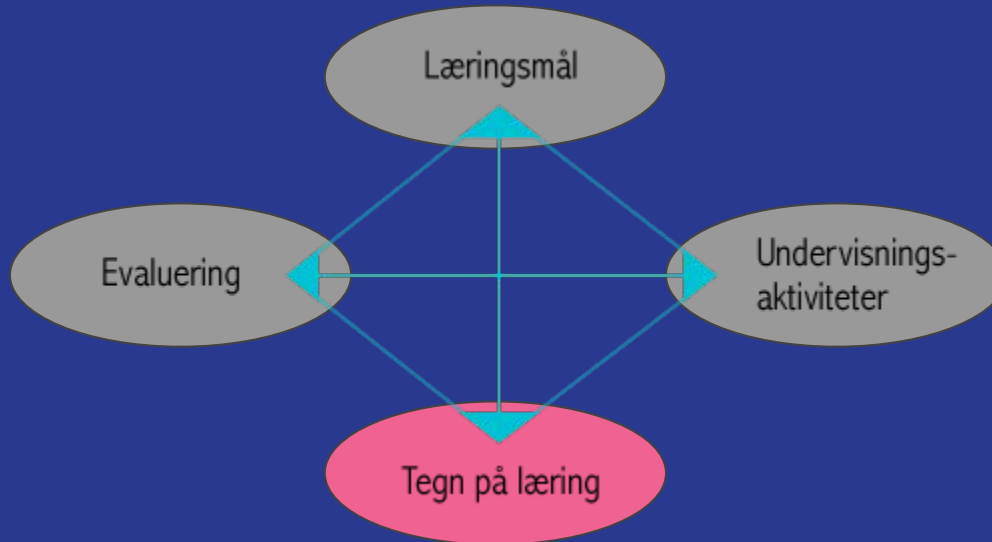 Læringsmål
Evaluering
Undervisnings-
aktiviteter
Tegn på læring